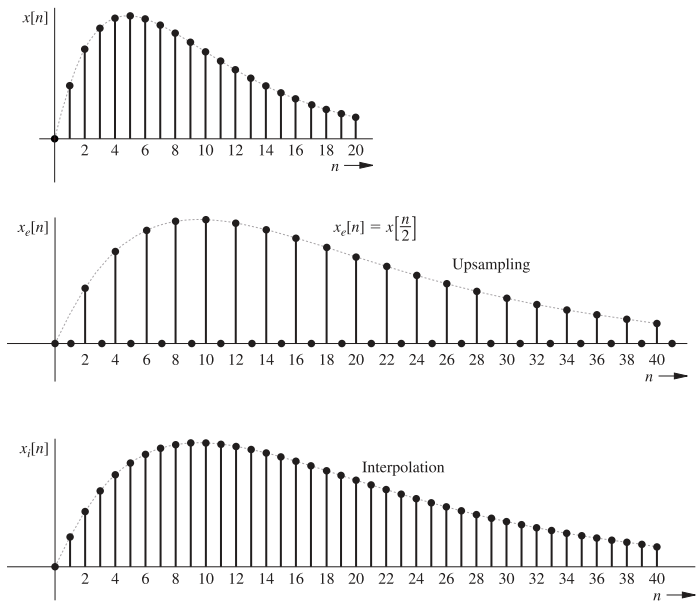 x[n]
2 4 6 8 10 12 14 16 18 20
n
x_e[n]
x_e[n] = x[n/2]
Upsampling
2 4 6 8 10 12 14 16 18 20 22 24 26 28 30 32 34 36 38 40
n
x_i[n]
Interpolation
2 4 6 8 10 12 14 16 18 20 22 24 26 28 30 32 34 36 38 40
n